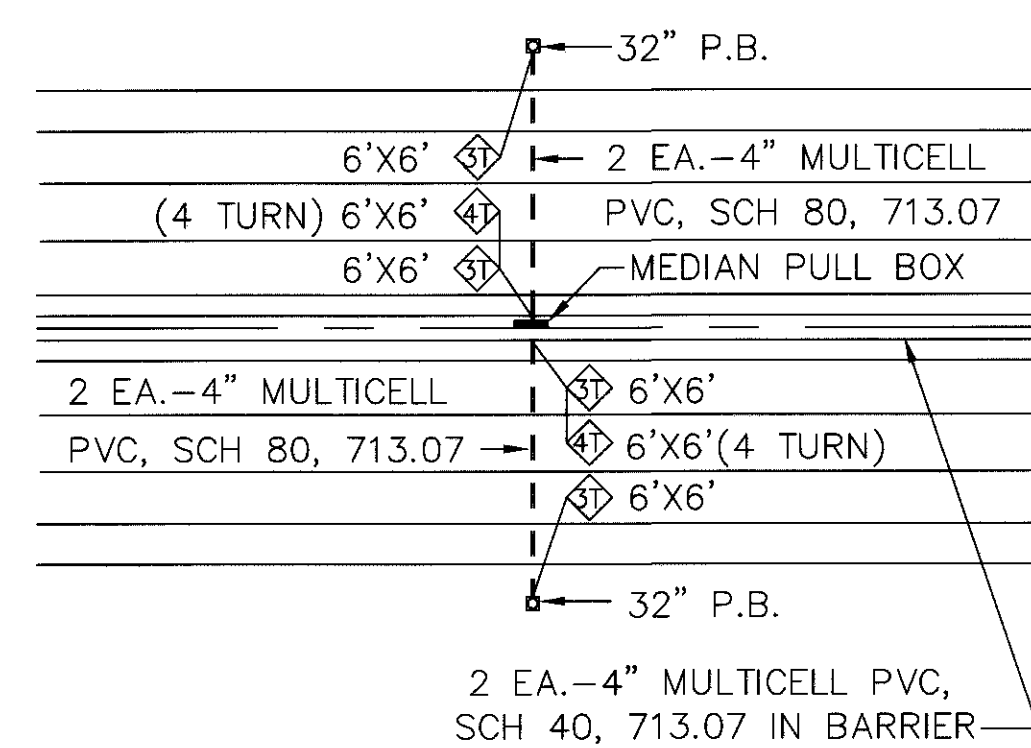 32" P.B.
6'X6' 3T 2 EA.-4" MULTICELL
(4 TURN) 6'X6' 4T PVC, SCH 80, 713.07
6'X6' 3T MEDIAN PULL BOX
2 EA.-4" MULTICELL 3T 6'X6'
PVC, SCH 80, 713.07 4T 6'X6'(4 TURN)
3T 6'X6'
32" P.B.
2 EA.-4" MULTICELL PVC,
SCH 40, 713.07 IN BARRIER